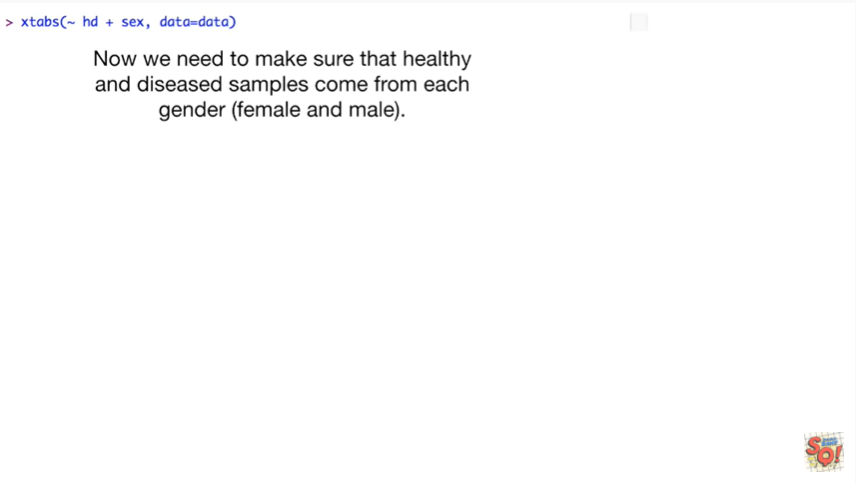 > xtabs(~ hd + sex, data=data)
Now we need to make sure that healthy
and diseased samples come from each
gender (female and male).
SQ!